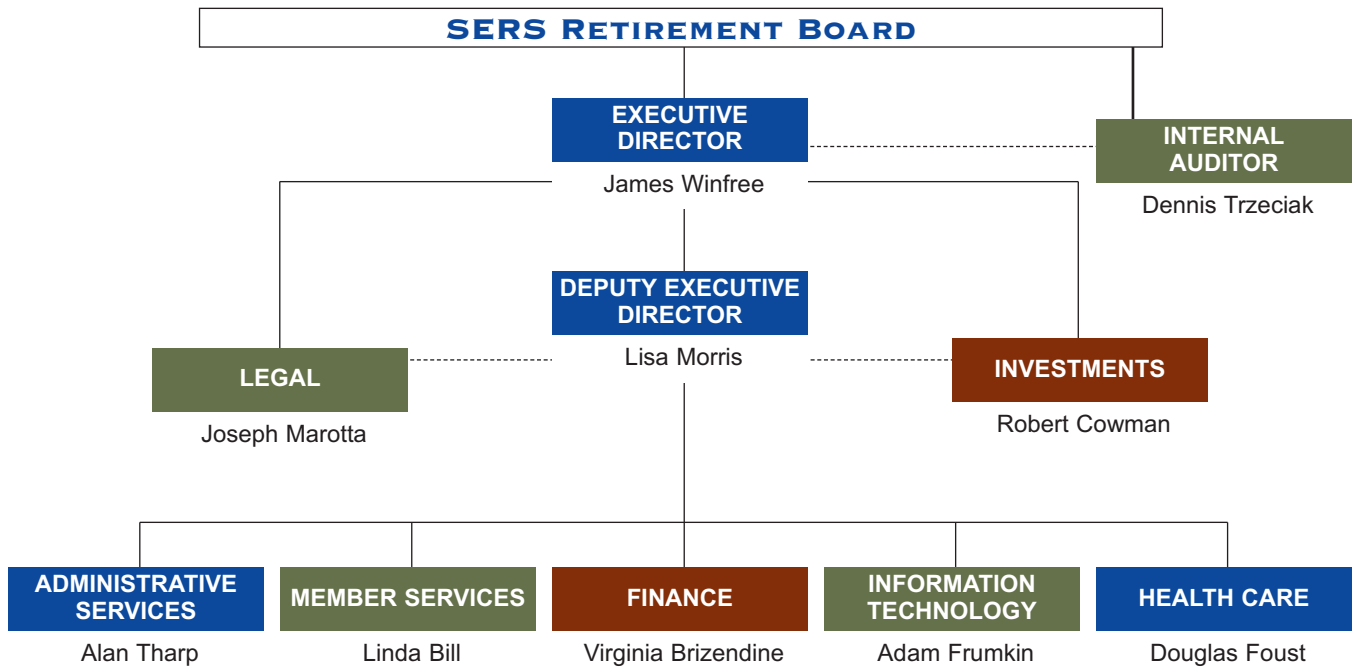 SERS RETIREMENT BOARD
EXECUTIVE
DIRECTOR
James Winfree
INTERNAL
AUDITOR
Dennis Trzeciak
DEPUTY EXECUTIVE
DIRECTOR
Lisa Morris
LEGAL
Joseph Marotta
INVESTMENTS
Robert Cowman
ADMINISTRATIVE
SERVICES
Alan Tharp
MEMBER SERVICES
Linda Bill
FINANCE
Virginia Brizendine
INFORMATION
TECHNOLOGY
Adam Frumkin
HEALTH CARE
Douglas Foust